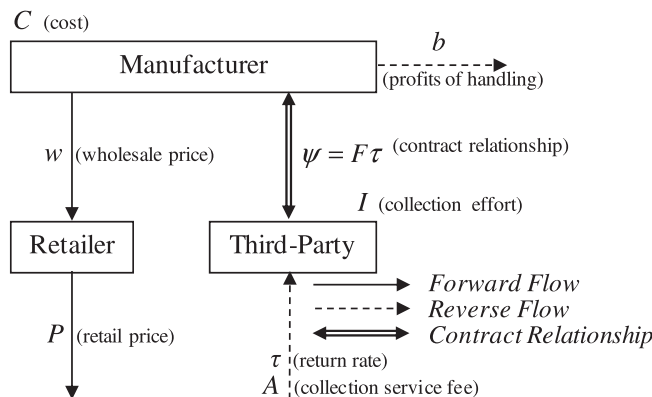 C (cost)
Manufacturer
b
(profits of handling)
w (wholesale price)
ψ = Fτ (contract relationship)
I (collection effort)
Retailer
Third-Party
Forward Flow
Reverse Flow
Contract Relationship
P (retail price)
τ (return rate)
A (collection service fee)